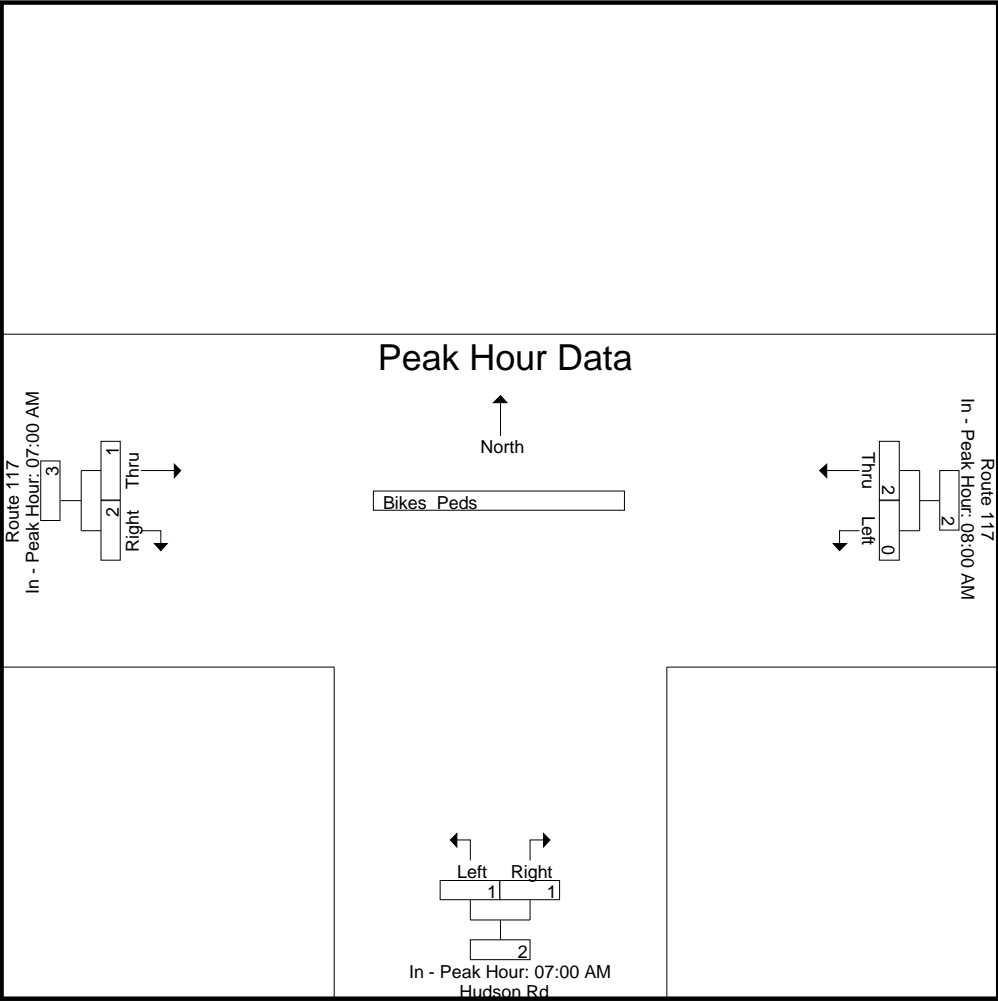 Peak Hour Data
North
Bikes Peds
Route 117
In - Peak Hour: 07:00 AM
3
1
2
Thru
Right
Route 117
In - Peak Hour: 08:00 AM
2
2
0
Thru
Left
Left Right
1 1
2
In - Peak Hour: 07:00 AM
Hudson Rd